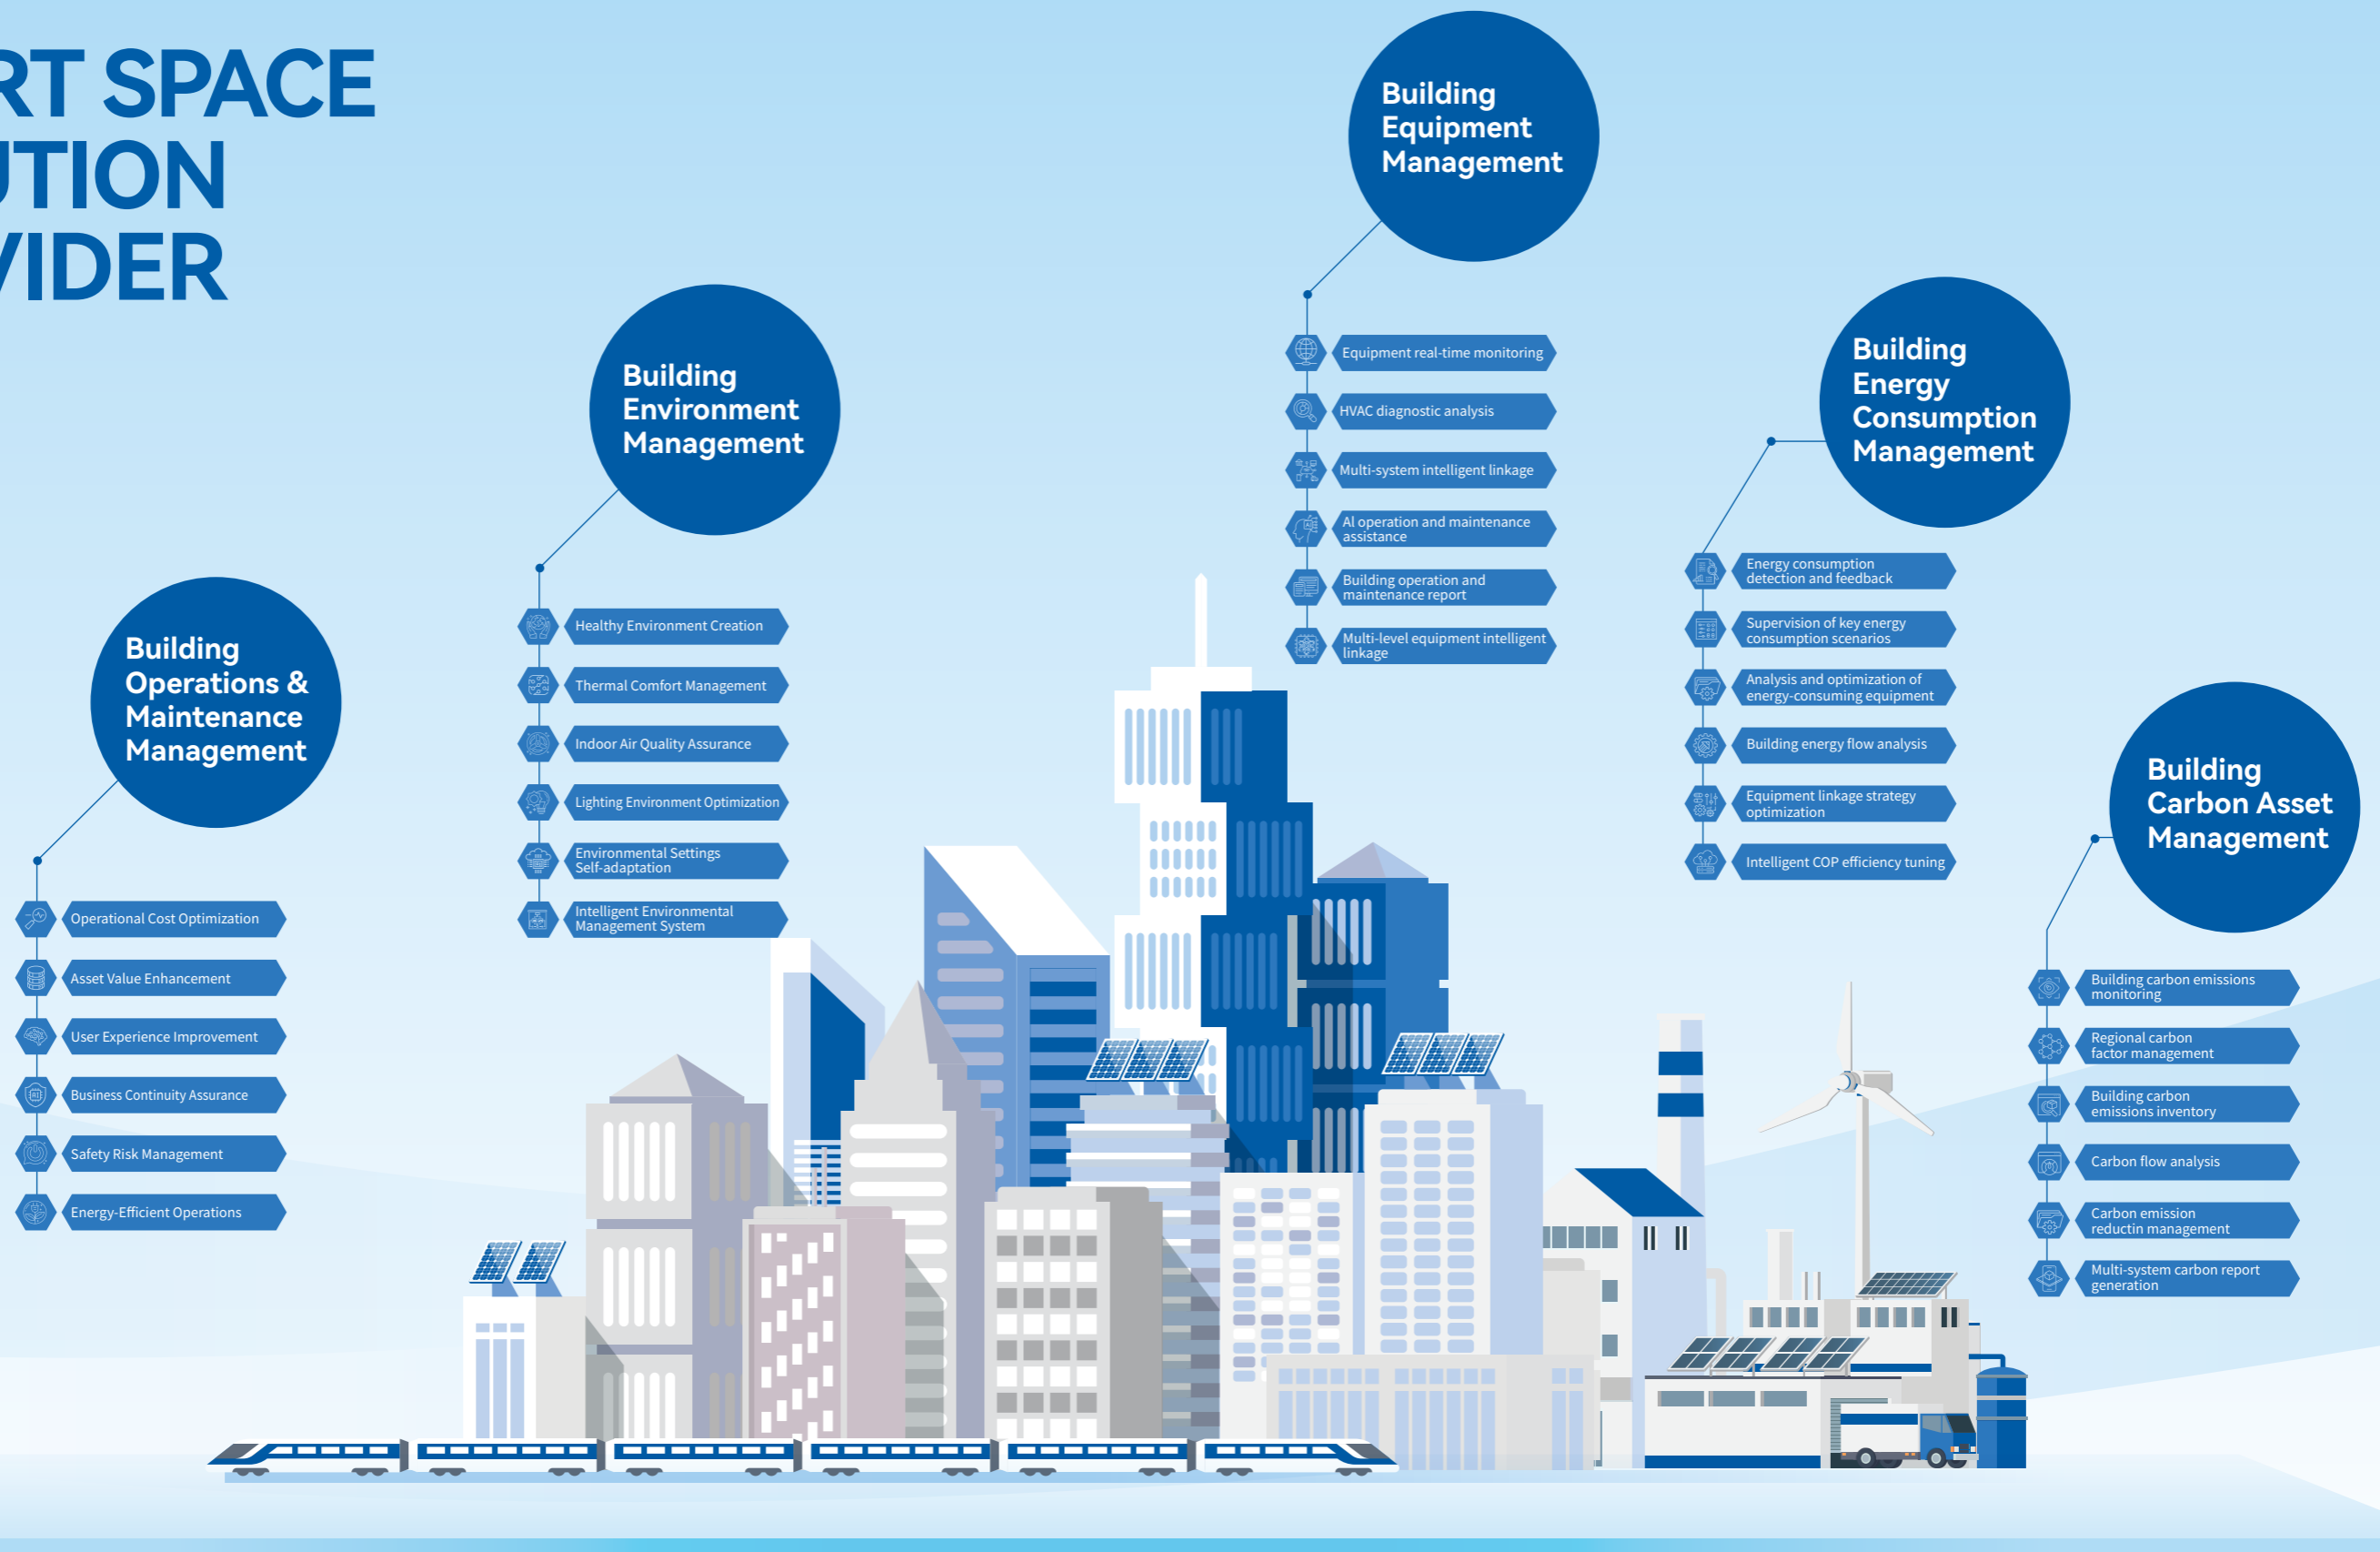 RT SPACE
UTION
VIDER
Building
Operations &
Maintenance
Management
Operational Cost Optimization
Asset Value Enhancement
User Experience Improvement
Business Continuity Assurance
Safety Risk Management
Energy-Efficient Operations
Building
Environment
Management
Healthy Environment Creation
Thermal Comfort Management
Indoor Air Quality Assurance
Lighting Environment Optimization
Environmental Settings
Self-adaptation
Intelligent Environmental
Management System
Building
Equipment
Management
Equipment real-time monitoring
HVAC diagnostic analysis
Multi-system intelligent linkage
AI operation and maintenance
assistance
Building operation and
maintenance report
Multi-level equipment intelligent
linkage
Building
Energy
Consumption
Management
Energy consumption
detection and feedback
Supervision of key energy
consumption scenarios
Analysis and optimization of
energy-consuming equipment
Building energy flow analysis
Equipment linkage strategy
optimization
Intelligent COP efficiency tuning
Building
Carbon Asset
Management
Building carbon emissions
monitoring
Regional carbon
factor management
Building carbon
emissions inventory
Carbon flow analysis
Carbon emission
reductin management
Multi-system carbon report
generation